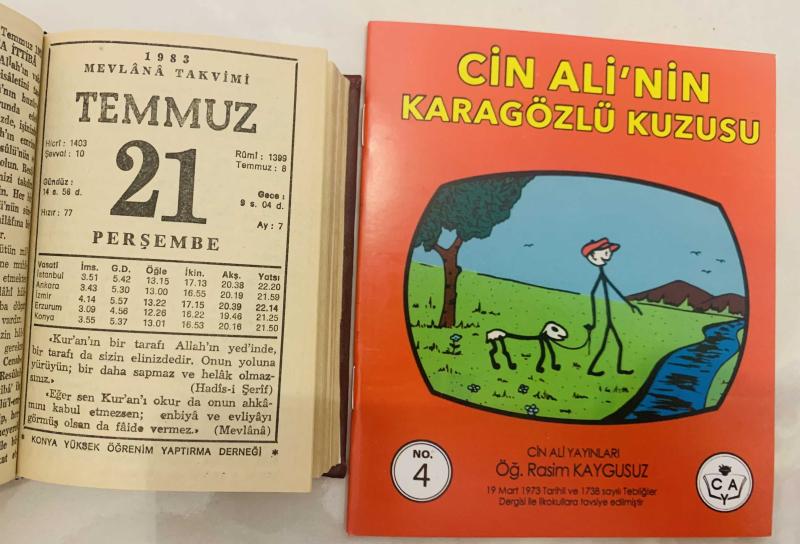 Temmuz
A İTTİBÂ
1983
MEVLÂNÂ TAKVİMİ
TEMMUZ
Hicrî : 1403
Şevval : 10
Rûmî : 1399
Temmuz : 8
21
Gündüz :
14 s. 56 d.
Gece :
9 s. 04 d.
Hızır : 77
Ay : 7
PERŞEMBE
Vasatî İms. G.D. Öğle İkin. Akş. Yatsı
İstanbul 3.51 5.42 13.15 17.13 20.38 22.20
Ankara 3.43 5.30 13.00 16.55 20.19 21.59
İzmir 4.14 5.57 13.22 17.15 20.39 22.14
Erzurum 3.09 4.56 12.26 16.22 19.46 21.25
Konya 3.55 5.37 13.01 16.53 20.16 21.50
«Kur'an'ın bir tarafı Allah'ın yed'inde,
bir tarafı da sizin elinizdedir. Onun yoluna
yürüyün; bir daha sapmaz ve helâk olmaz-
sınız.» (Hadîs-i Şerîf)
«Eğer sen Kur'an'ı okur da onun ahkâ-
mını kabul etmezsen; enbiyâ ve evliyâyı
görmüş olsan da fâide vermez.» (Mevlânâ)
* KONYA YÜKSEK ÖĞRENİM YAPTIRMA DERNEĞİ *
CİN ALİ'NİN
KARAGÖZLÜ KUZUSU
NO.
4
CİN ALİ YAYINLARI
Öğ. Rasim KAYGUSUZ
19 Mart 1973 Tarihli ve 1738 sayılı Tebliğler
Dergisi ile ilkokullara tavsiye edilmiştir
CAY